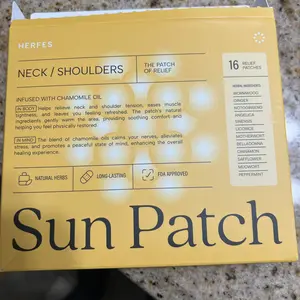 HERFES
NECK / SHOULDERS
THE PATCH
OF RELIEF
16
RELIEF
PATCHES
INFUSED WITH CHAMOMILE OIL
IN BODY: Helps relieve neck and shoulder tension, eases muscle
tightness, and leaves you feeling refreshed. The patch's natural
ingredients gently warm the area, providing soothing comfort and
helping you feel physically restored
IN MIND: The blend of chamomile oils calms your nerves, alleviates
stress, and promotes a peaceful state of mind, enhancing the overall
healing experience.
HERBAL INGREDIENTS:
WORMWOOD
GINGER
NOTOGINSENG
ANGELICA
LICORICE
MOTHERWORT
BELLADONNA
CINNAMON
SAFFLOWER
PEPPERMINT
NATURAL HERBS
LONG-LASTING
FDA APPROVED
Sun Patch